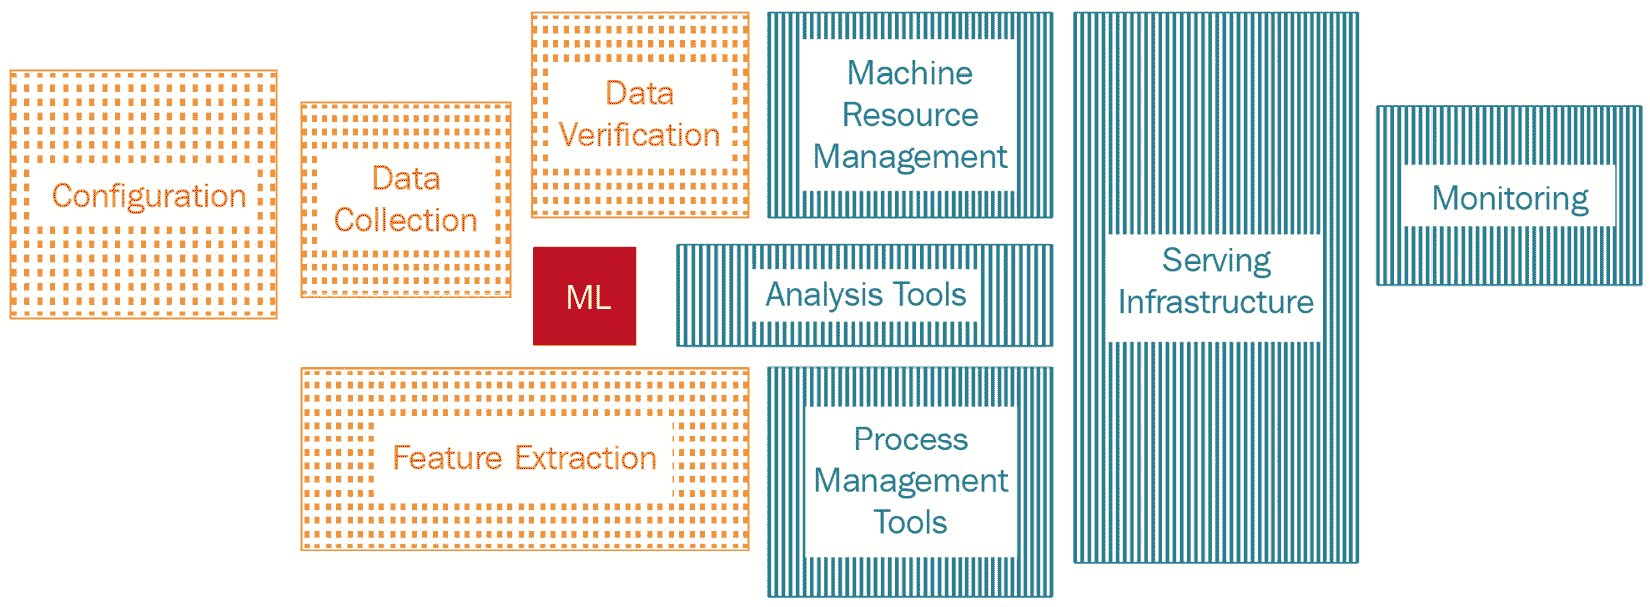 Configuration
Data
Collection
Data
Verification
ML
Feature Extraction
Machine
Resource
Management
Analysis Tools
Process
Management
Tools
Serving
Infrastructure
Monitoring